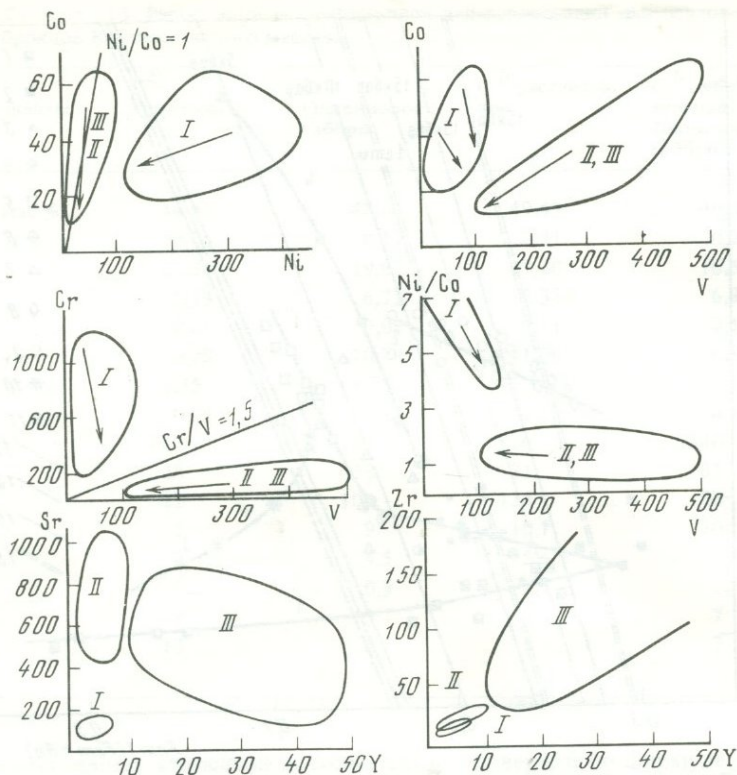 Co
Ni/Co = 1
60
40
20
III
II
I
100
300
Ni
Co
I
II, III
100
200
300
400
500
V
Cr
1000
600
200
I
Cr/V = 1,5
II III
100
300
V
Ni/Co
7
5
3
1
I
II, III
100
200
300
400
500
V
Sr
1000
800
600
400
200
II
III
I
10
20
30
40
50 Y
Zr
200
150
100
50
III
II
I
10
20
30
40
50 Y